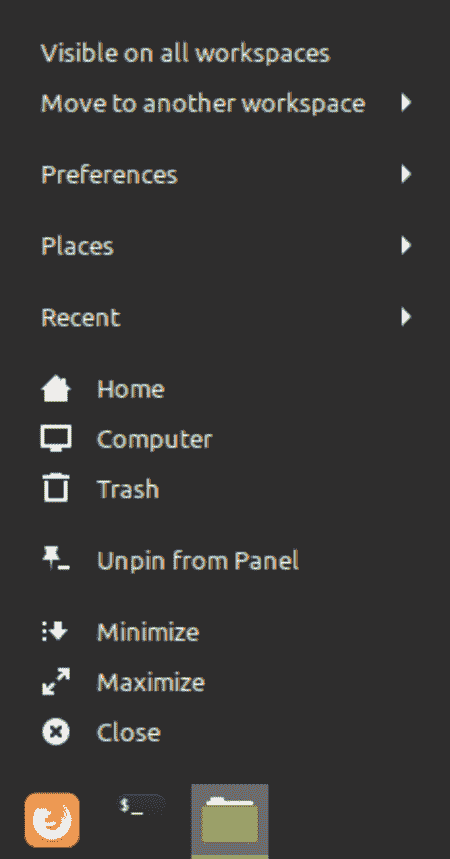 Visible on all workspaces
Move to another workspace
Preferences
Places
Recent
Home
Computer
Trash
Unpin from Panel
Minimize
Maximize
Close
$_